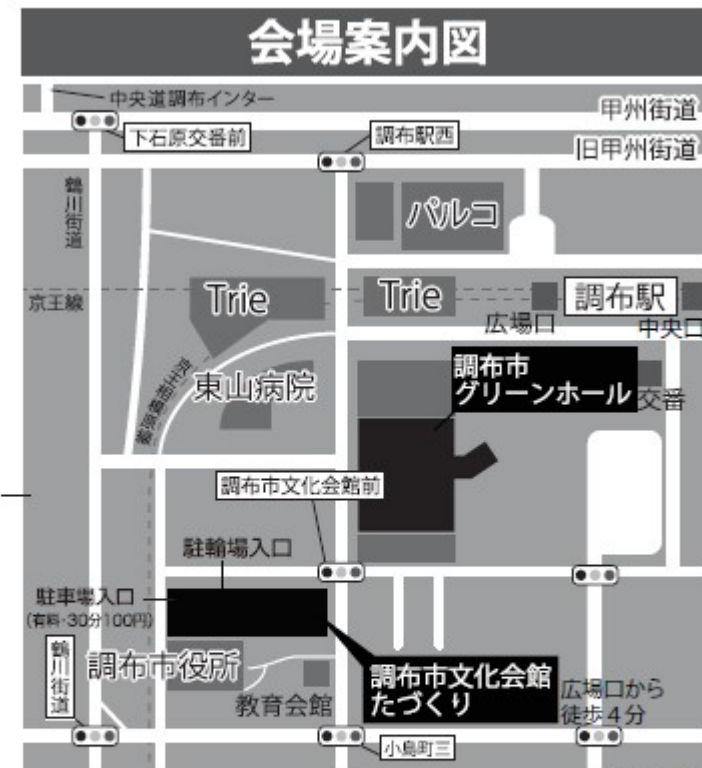 会場案内図
中央道調布インター
甲州街道
下石原交番前
調布駅西
旧甲州街道
鶴川街道
パルコ
京王線
Trie
Trie
調布駅
広場口
中央口
調布市
グリーンホール
東山病院
京王相模原線
交番
調布市文化会館前
駐輪場入口
駐車場入口
(有料・30分100円)
鶴川街道
調布市役所
教育会館
調布市文化会館
たづくり
広場口から
徒歩4分
小島町三